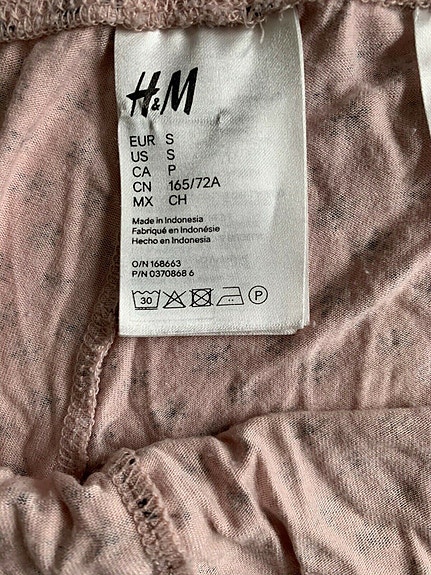 H&M
EUR S
US S
CA P
CN 165/72A
MX CH
Made in Indonesia
Fabriqué en Indonésie
Hecho en Indonesia
O/N 168663
P/N 0370868 6
30 P